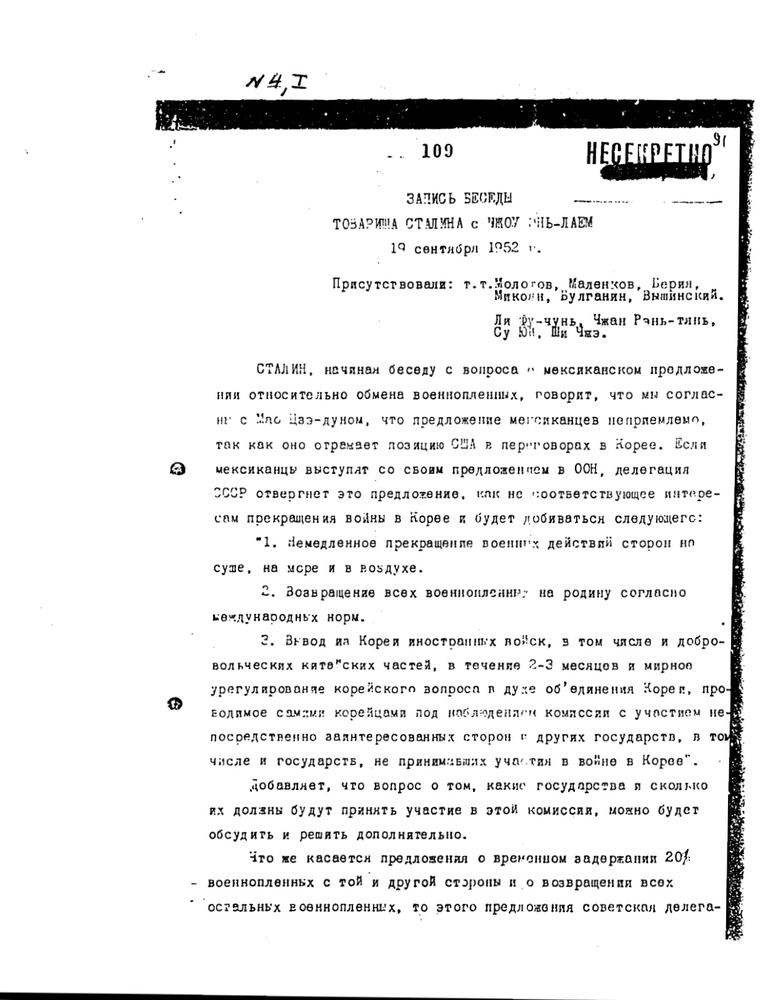 N 4, I
91
109
НЕСЕКРЕТНО
ЗАПИСЬ БЕСЕДЫ
ТОВАРИЩА СТАЛИНА с ЧЖОУ ЭНЬ-ЛАЕМ
19 сентября 1952 г.
Присутствовали: т.т.Молотов, Маленков, Берия,
Микоян, Булганин, Вышинский.
Ли Фу-чунь, Чжан Вэнь-тянь,
Су Юй, Ши Чжэ.
СТАЛИН, начиная беседу с вопроса о мексиканском предложе-
нии относительно обмена военнопленных, говорит, что мы соглас-
ны с Мао Цзэ-дуном, что предложение мексиканцев неприемлемо,
так как оно отражает позицию США в переговорах в Корее. Если
мексиканцы выступят со своим предложением в ООН, делегация
СССР отвергнет это предложение, как не соответствующее интере-
сам прекращения войны в Корее и будет добиваться следующего:
"1. Немедленное прекращение военных действий сторон на
суше, на море и в воздухе.
2. Возвращение всех военнопленных на родину согласно
международных норм.
3. Вывод из Кореи иностранных войск, в том числе и добро-
вольческих китайских частей, в течение 2-3 месяцев и мирное
урегулирование корейского вопроса в духе об'единения Кореи, про-
водимое самими корейцами под наблюдением комиссии с участием не-
посредственно заинтересованных сторон и других государств, в том
числе и государств, не принимавших участия в войне в Корее".
Добавляет, что вопрос о том, какие государства и сколько
их должны будут принять участие в этой комиссии, можно будет
обсудить и решить дополнительно.
Что же касается предложения о временном задержании 20%
военнопленных с той и другой стороны и о возвращении всех
остальных военнопленных, то этого предложения советская делега-